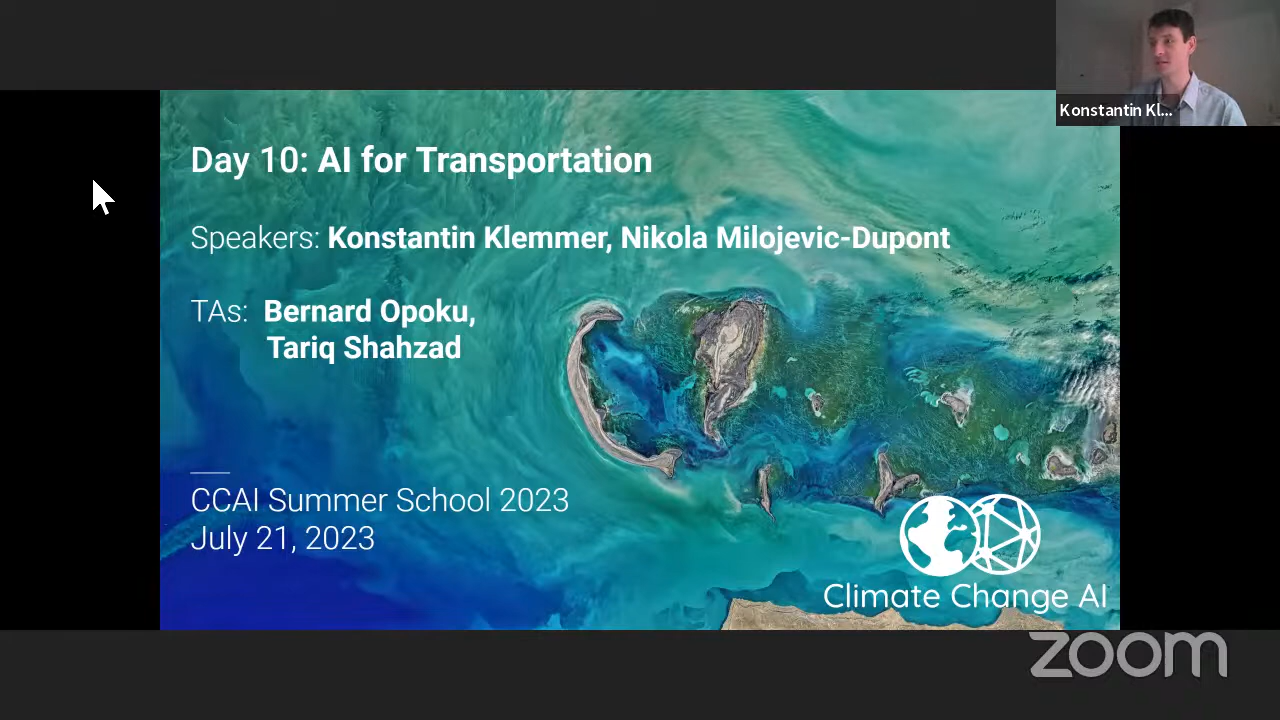 Konstantin Kl...
Day 10: AI for Transportation
Speakers: Konstantin Klemmer, Nikola Milojevic-Dupont
TAs: Bernard Opoku,
Tariq Shahzad
CCAI Summer School 2023
July 21, 2023
Climate Change AI
zoom